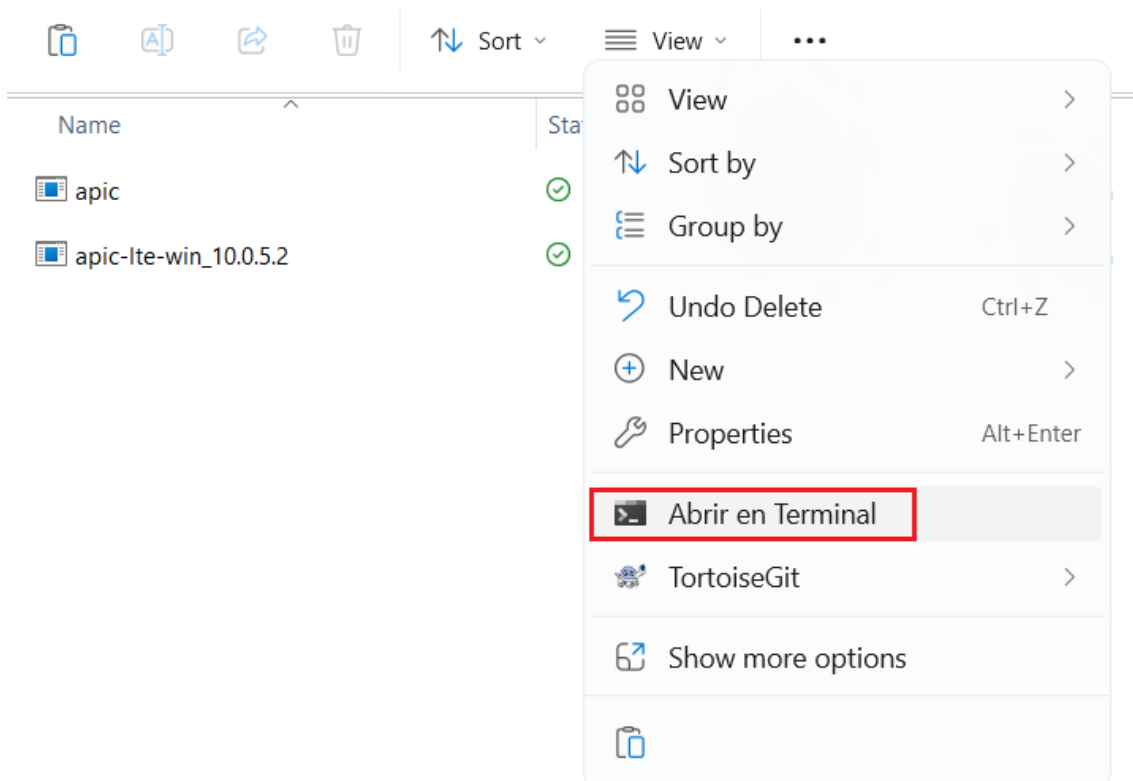 Sort View
Name
Sta
apic
apic-lte-win_10.0.5.2
View
Sort by
Group by
Undo Delete Ctrl+Z
New
Properties Alt+Enter
Abrir en Terminal
TortoiseGit
Show more options